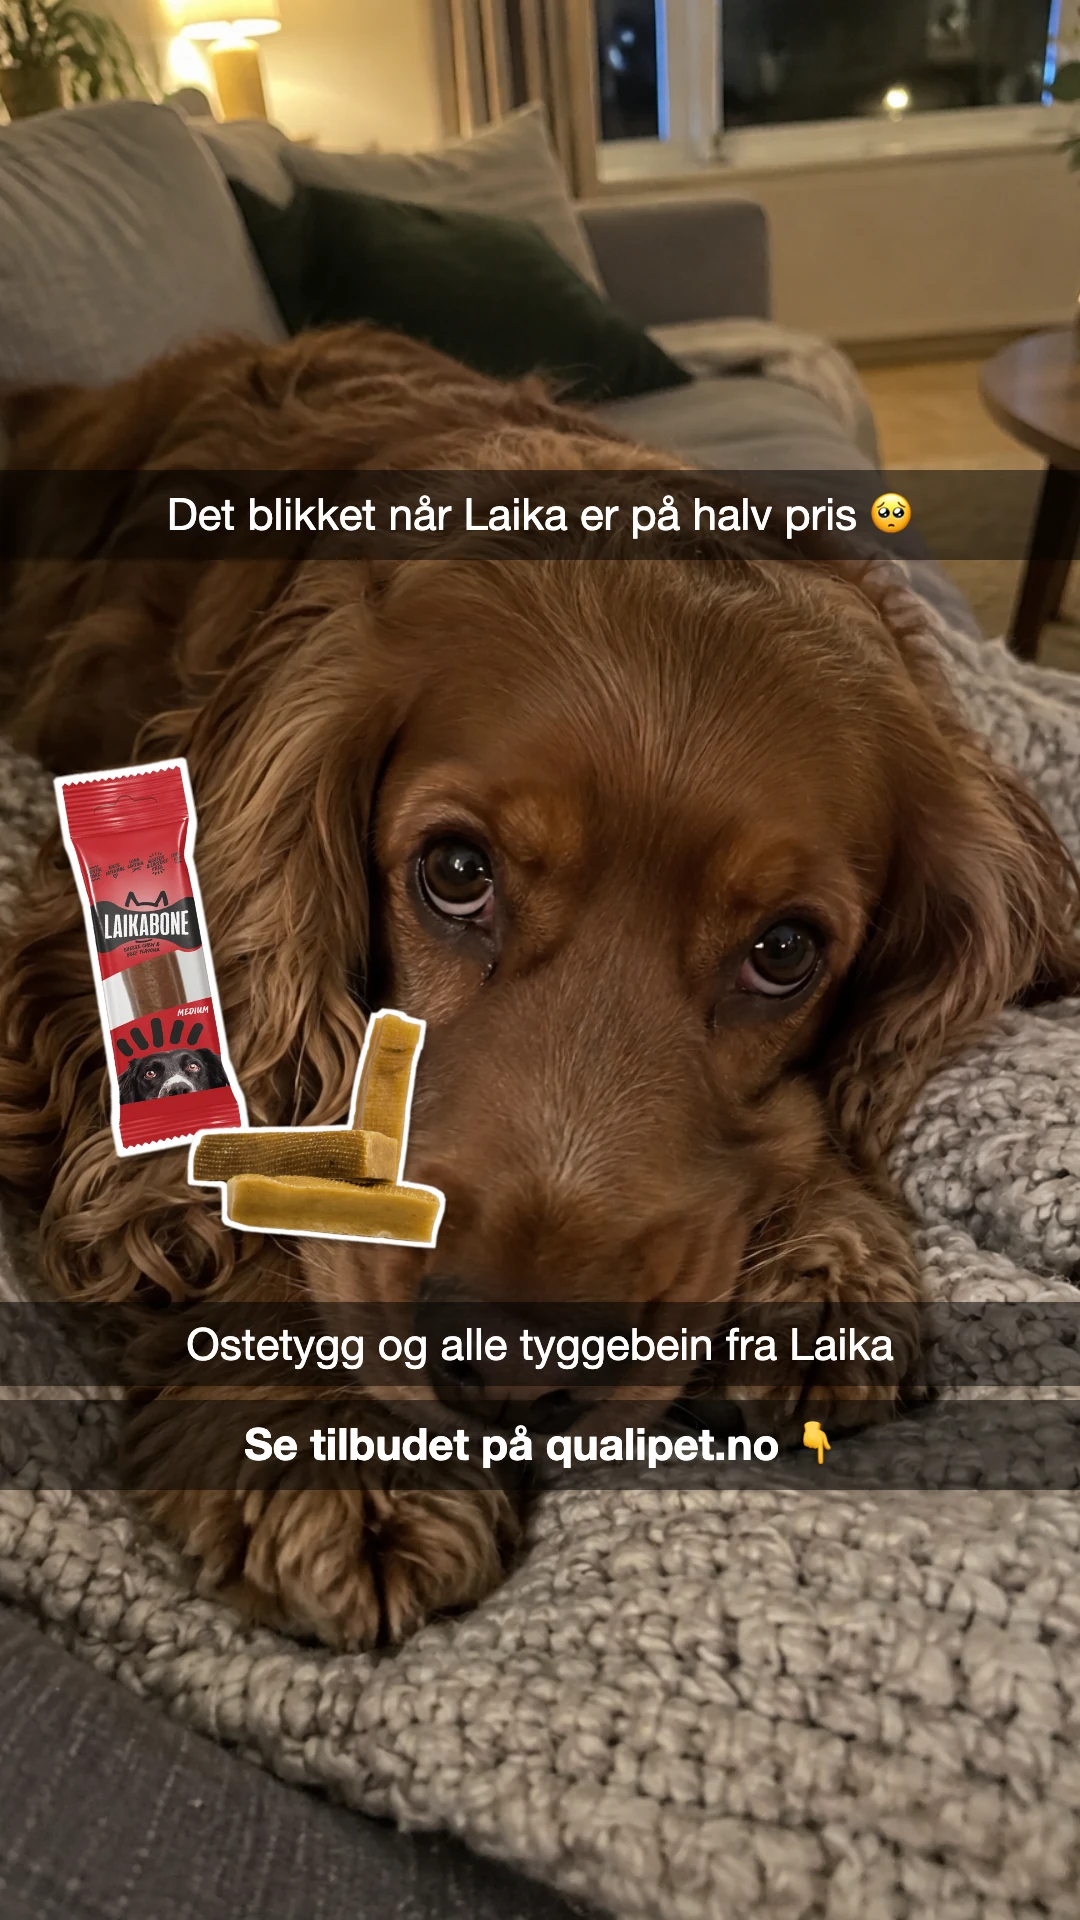 Det blikket når Laika er på halv pris 🥺
LAIKABONE
MEDIUM
Ostetygg og alle tyggebein fra Laika
Se tilbudet på qualipet.no 👇